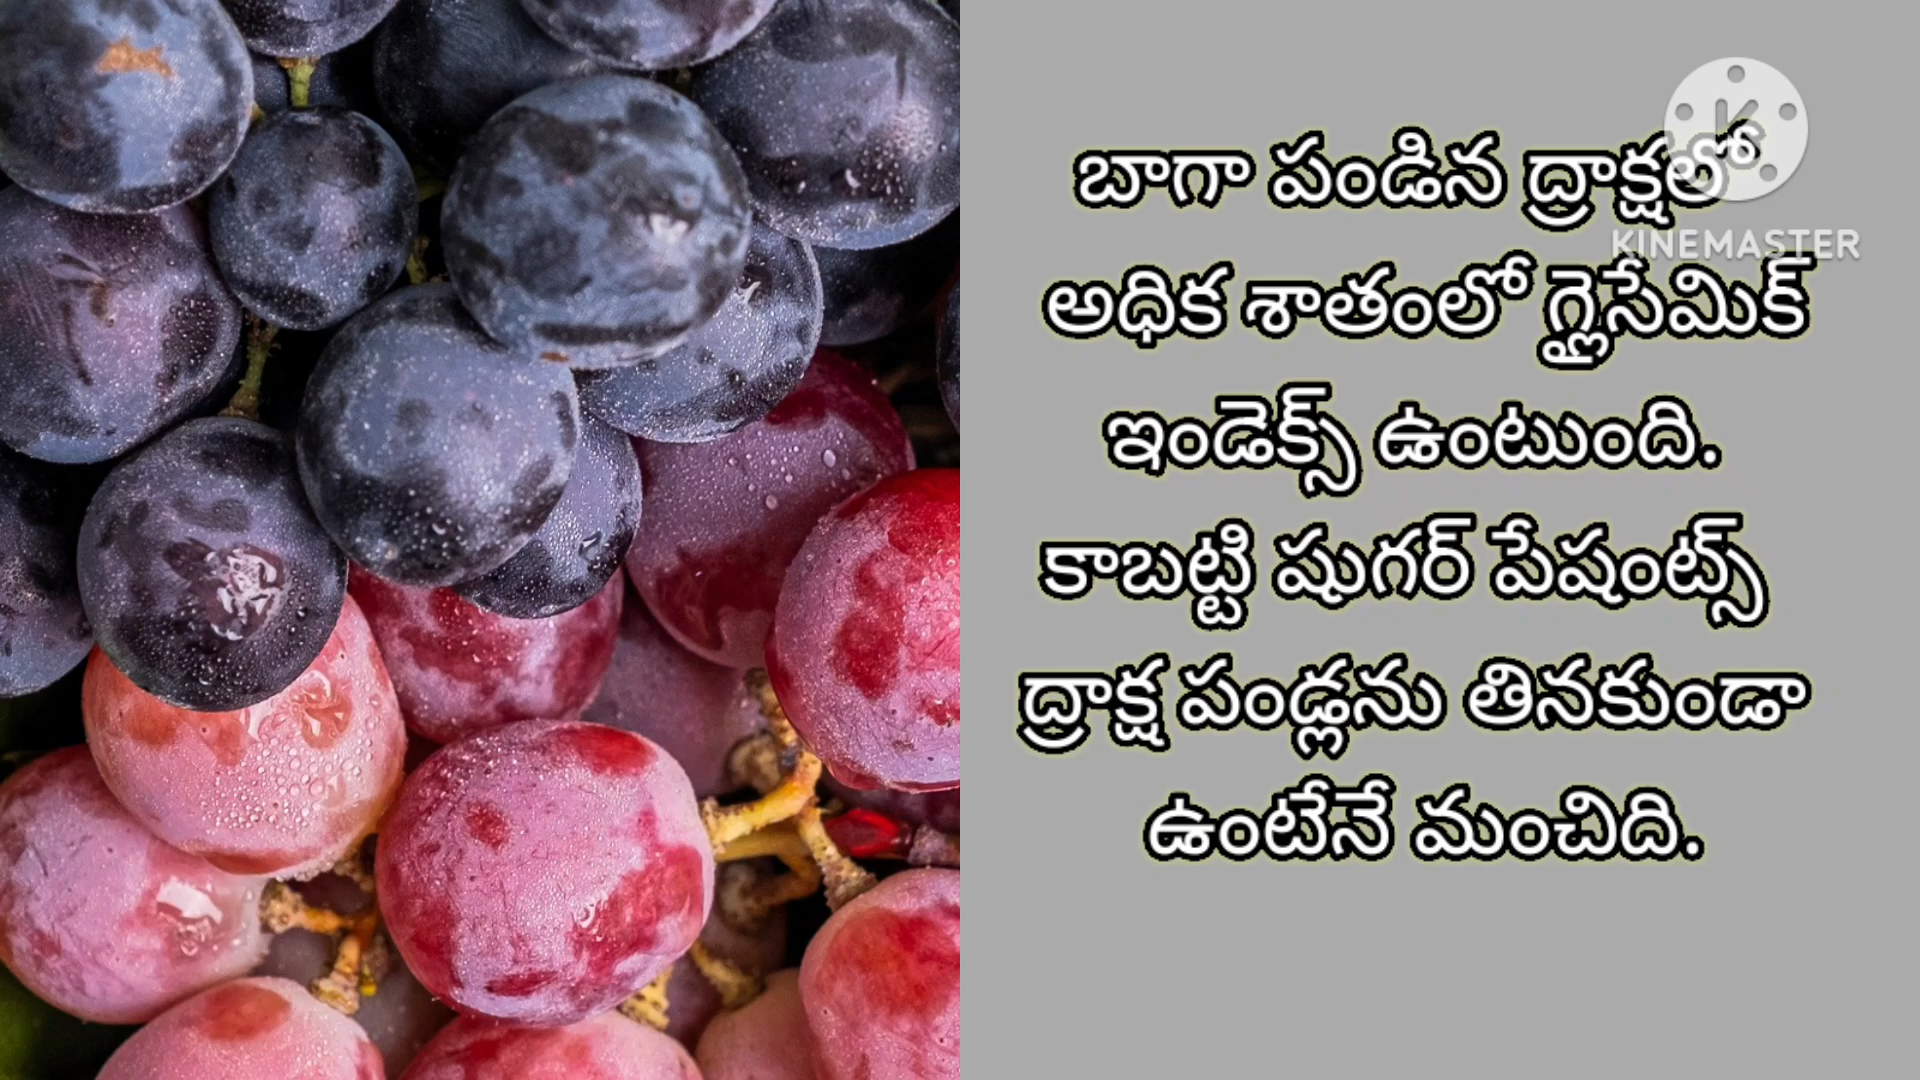 బాగా పండిన ద్రాక్షలో
KINEMASTER
అధిక శాతంలో గ్లైసేమిక్
ఇండెక్స్ ఉంటుంది.
కాబట్టి షుగర్ పేషంట్స్
ద్రాక్ష పండ్లను తినకుండా
ఉంటేనే మంచిది.